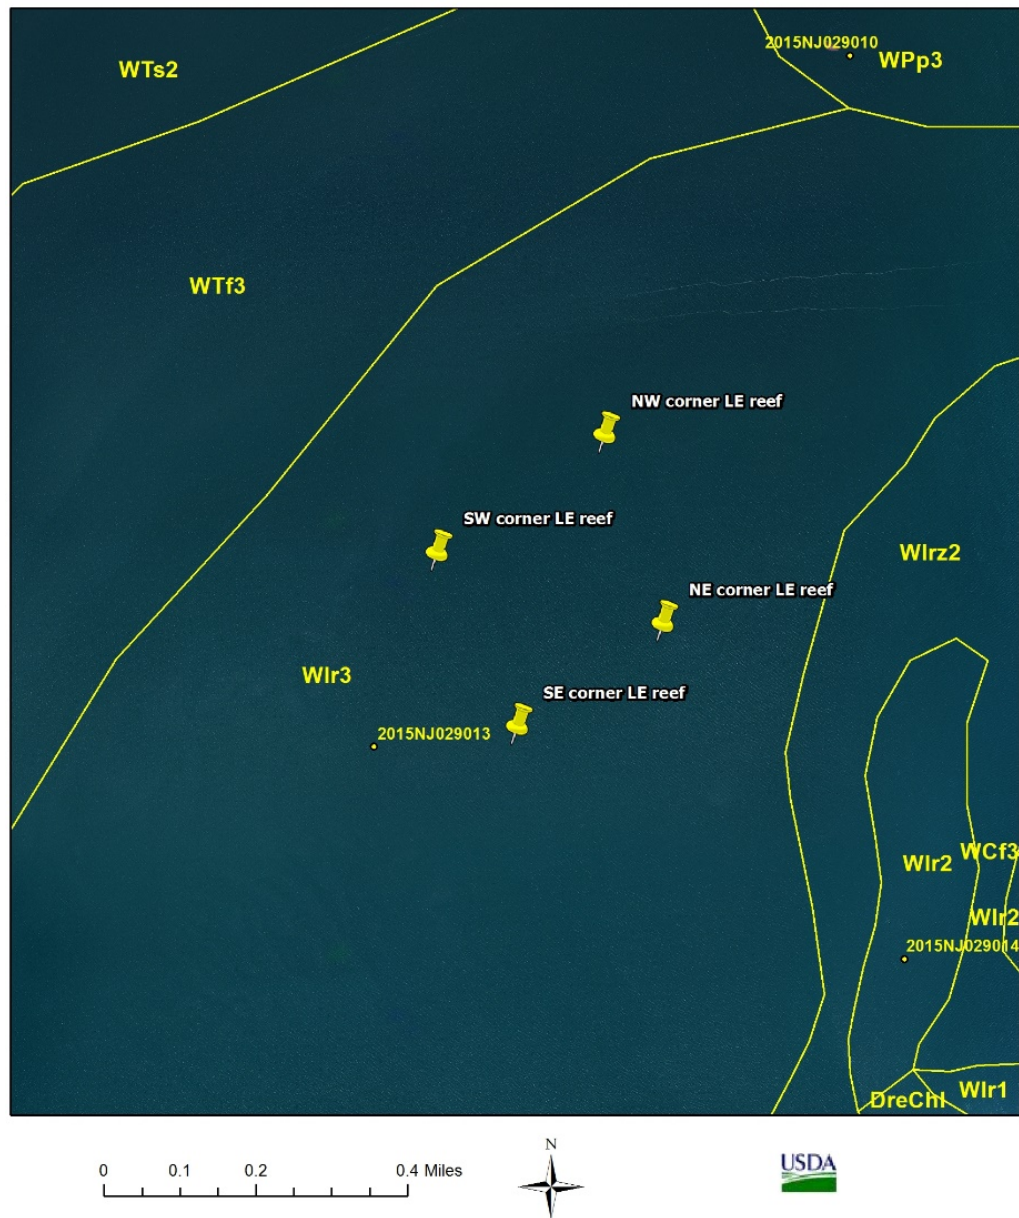 2015NJ029010
WTs2
WPp3
WTf3
NW corner LE reef
SW corner LE reef
WIrz2
NE corner LE reef
WIr3
SE corner LE reef
2015NJ029013
WIr2
WCf3
WIr2
2015NJ029014
WIr1
DreChl
N
0 0.1 0.2 0.4 Miles
USDA